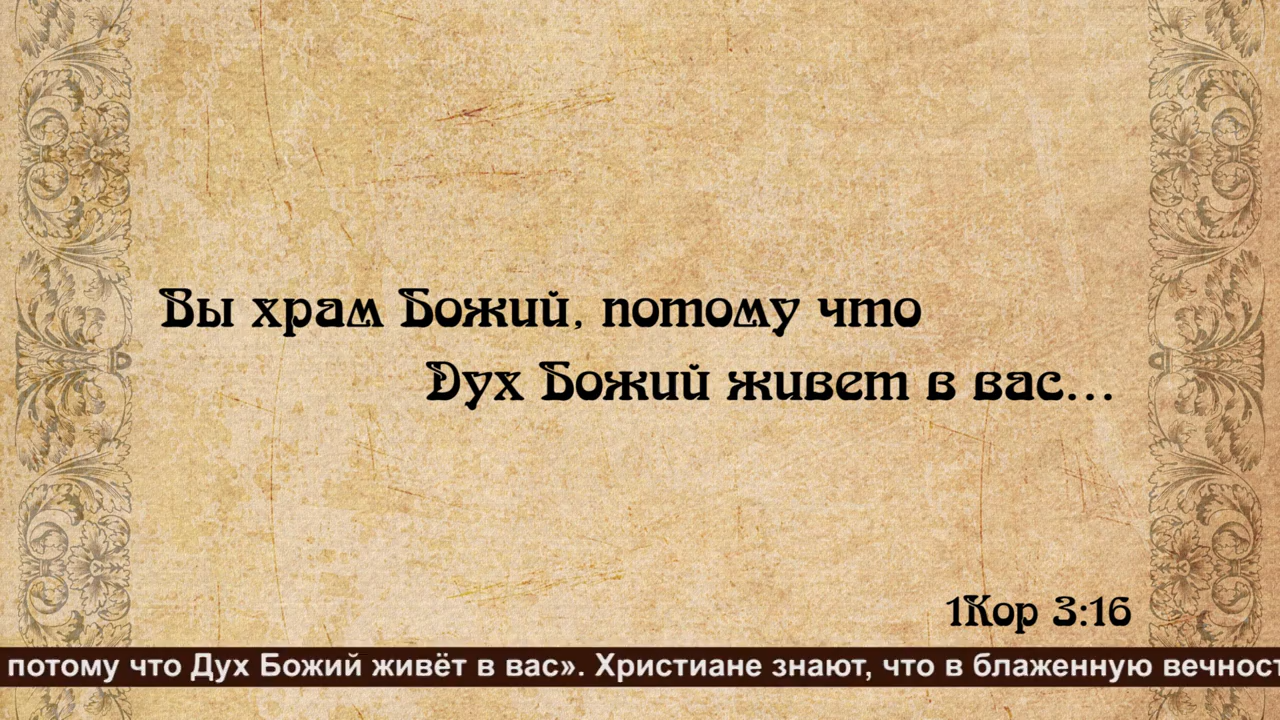 Вы храм Божий, потому что
Дух Божий живет в вас...
1Кор 3:16
потому что Дух Божий живёт в вас». Христиане знают, что в блаженную вечност